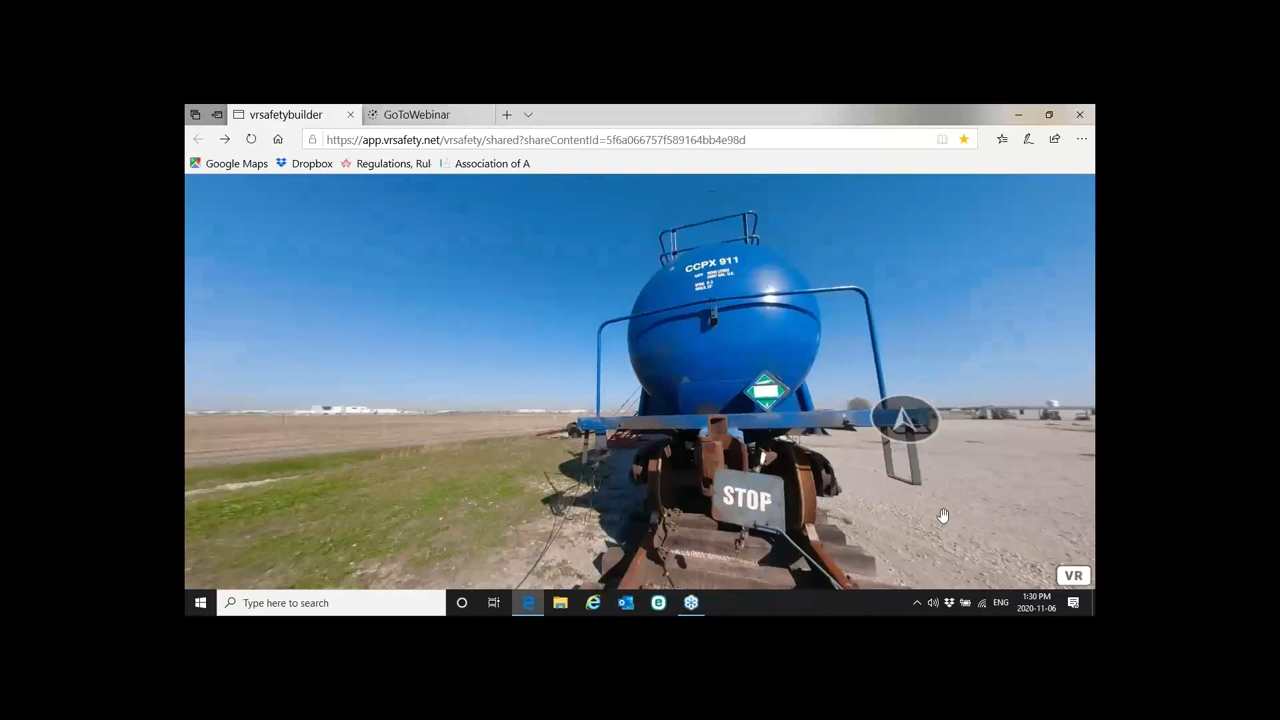 vrsafetybuilder
GoToWebinar
https://app.vrsafety.net/vrsafety/shared?shareContentId=5f6a066757f589164bb4e98d
Google Maps
Dropbox
Regulations, Rul
Association of A
CCPX 911
STOP
VR
Type here to search
ENG
1:30 PM
2020-11-06